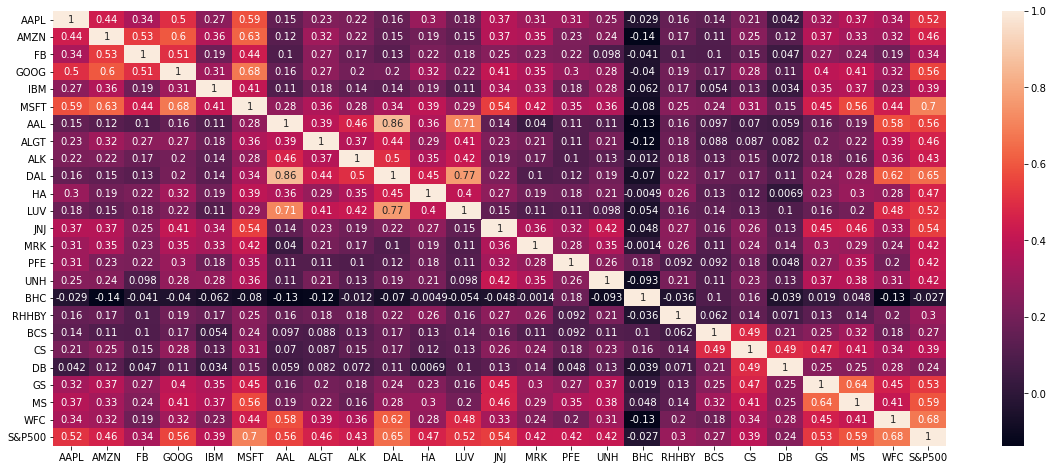 AAPL 1 0.44 0.34 0.5 0.27 0.59 0.15 0.23 0.22 0.16 0.3 0.18 0.37 0.31 0.31 0.25 -0.029 0.16 0.14 0.21 0.042 0.32 0.37 0.34 0.52 1.0
AMZN 0.44 1 0.53 0.6 0.36 0.63 0.12 0.32 0.22 0.15 0.19 0.15 0.37 0.35 0.23 0.24 -0.14 0.17 0.11 0.25 0.12 0.37 0.33 0.32 0.46
FB 0.34 0.53 1 0.51 0.19 0.44 0.1 0.27 0.17 0.13 0.22 0.18 0.25 0.23 0.22 0.098 -0.041 0.1 0.1 0.15 0.047 0.27 0.24 0.19 0.34
GOOG 0.5 0.6 0.51 1 0.31 0.68 0.16 0.27 0.2 0.2 0.32 0.22 0.41 0.35 0.3 0.28 -0.04 0.19 0.17 0.28 0.11 0.4 0.41 0.32 0.56
IBM 0.27 0.36 0.19 0.31 1 0.41 0.11 0.18 0.14 0.14 0.19 0.11 0.34 0.33 0.18 0.28 -0.062 0.17 0.054 0.13 0.034 0.35 0.37 0.23 0.39 0.8
MSFT 0.59 0.63 0.44 0.68 0.41 1 0.28 0.36 0.28 0.34 0.39 0.29 0.54 0.42 0.35 0.36 -0.08 0.25 0.24 0.31 0.15 0.45 0.56 0.44 0.7
AAL 0.15 0.12 0.1 0.16 0.11 0.28 1 0.39 0.46 0.86 0.36 0.71 0.14 0.04 0.11 0.11 -0.13 0.16 0.097 0.07 0.059 0.16 0.19 0.58 0.56
ALGT 0.23 0.32 0.27 0.27 0.18 0.36 0.39 1 0.37 0.44 0.29 0.41 0.23 0.21 0.11 0.21 -0.12 0.18 0.088 0.087 0.082 0.2 0.22 0.39 0.46
ALK 0.22 0.22 0.17 0.2 0.14 0.28 0.46 0.37 1 0.5 0.35 0.42 0.19 0.17 0.1 0.13 -0.012 0.18 0.13 0.15 0.072 0.18 0.16 0.36 0.43 0.6
DAL 0.16 0.15 0.13 0.2 0.14 0.34 0.86 0.44 0.5 1 0.45 0.77 0.22 0.1 0.12 0.19 -0.07 0.22 0.17 0.17 0.11 0.24 0.28 0.62 0.65
HA 0.3 0.19 0.22 0.32 0.19 0.39 0.36 0.29 0.35 0.45 1 0.4 0.27 0.19 0.18 0.21 -0.0049 0.26 0.13 0.12 0.0069 0.23 0.3 0.28 0.47
LUV 0.18 0.15 0.18 0.22 0.11 0.29 0.71 0.41 0.42 0.77 0.4 1 0.15 0.11 0.11 0.098 -0.054 0.16 0.14 0.13 0.1 0.16 0.2 0.48 0.52
JNJ 0.37 0.37 0.25 0.41 0.34 0.54 0.14 0.23 0.19 0.22 0.27 0.15 1 0.36 0.32 0.42 -0.048 0.27 0.16 0.26 0.13 0.45 0.46 0.33 0.54 0.4
MRK 0.31 0.35 0.23 0.35 0.33 0.42 0.04 0.21 0.17 0.1 0.19 0.11 0.36 1 0.28 0.35 -0.0014 0.26 0.11 0.24 0.14 0.3 0.29 0.24 0.42
PFE 0.31 0.23 0.22 0.3 0.18 0.35 0.11 0.11 0.1 0.12 0.18 0.11 0.32 0.28 1 0.26 0.18 0.092 0.092 0.18 0.048 0.27 0.35 0.2 0.42
UNH 0.25 0.24 0.098 0.28 0.28 0.36 0.11 0.21 0.13 0.19 0.21 0.098 0.42 0.35 0.26 1 -0.093 0.21 0.11 0.23 0.13 0.37 0.38 0.31 0.42
BHC -0.029 -0.14 -0.041 -0.04 -0.062 -0.08 -0.13 -0.12 -0.012 -0.07 -0.0049 -0.054 -0.048 -0.0014 0.18 -0.093 1 -0.036 0.1 0.16 -0.039 0.019 0.048 -0.13 -0.027 0.2
RHHBY 0.16 0.17 0.1 0.19 0.17 0.25 0.16 0.18 0.18 0.22 0.26 0.16 0.27 0.26 0.092 0.21 -0.036 1 0.062 0.14 0.071 0.13 0.14 0.2 0.3
BCS 0.14 0.11 0.1 0.17 0.054 0.24 0.097 0.088 0.13 0.17 0.13 0.14 0.16 0.11 0.092 0.11 0.1 0.062 1 0.49 0.21 0.25 0.32 0.18 0.27
CS 0.21 0.25 0.15 0.28 0.13 0.31 0.07 0.087 0.15 0.17 0.12 0.13 0.26 0.24 0.18 0.23 0.16 0.14 0.49 1 0.49 0.47 0.41 0.34 0.39
DB 0.042 0.12 0.047 0.11 0.034 0.15 0.059 0.082 0.072 0.11 0.0069 0.1 0.13 0.14 0.048 0.13 -0.039 0.071 0.21 0.49 1 0.25 0.25 0.28 0.24
GS 0.32 0.37 0.27 0.4 0.35 0.45 0.16 0.2 0.18 0.24 0.23 0.16 0.45 0.3 0.27 0.37 0.019 0.13 0.25 0.47 0.25 1 0.64 0.45 0.53 0.0
MS 0.37 0.33 0.24 0.41 0.37 0.56 0.19 0.22 0.16 0.28 0.3 0.2 0.46 0.29 0.35 0.38 0.048 0.14 0.32 0.41 0.25 0.64 1 0.41 0.59
WFC 0.34 0.32 0.19 0.32 0.23 0.44 0.58 0.39 0.36 0.62 0.28 0.48 0.33 0.24 0.2 0.31 -0.13 0.2 0.18 0.34 0.28 0.45 0.41 1 0.68
S&P500 0.52 0.46 0.34 0.56 0.39 0.7 0.56 0.46 0.43 0.65 0.47 0.52 0.54 0.42 0.42 0.42 -0.027 0.3 0.27 0.39 0.24 0.53 0.59 0.68 1
AAPL AMZN FB GOOG IBM MSFT AAL ALGT ALK DAL HA LUV JNJ MRK PFE UNH BHC RHHBY BCS CS DB GS MS WFC S&P500